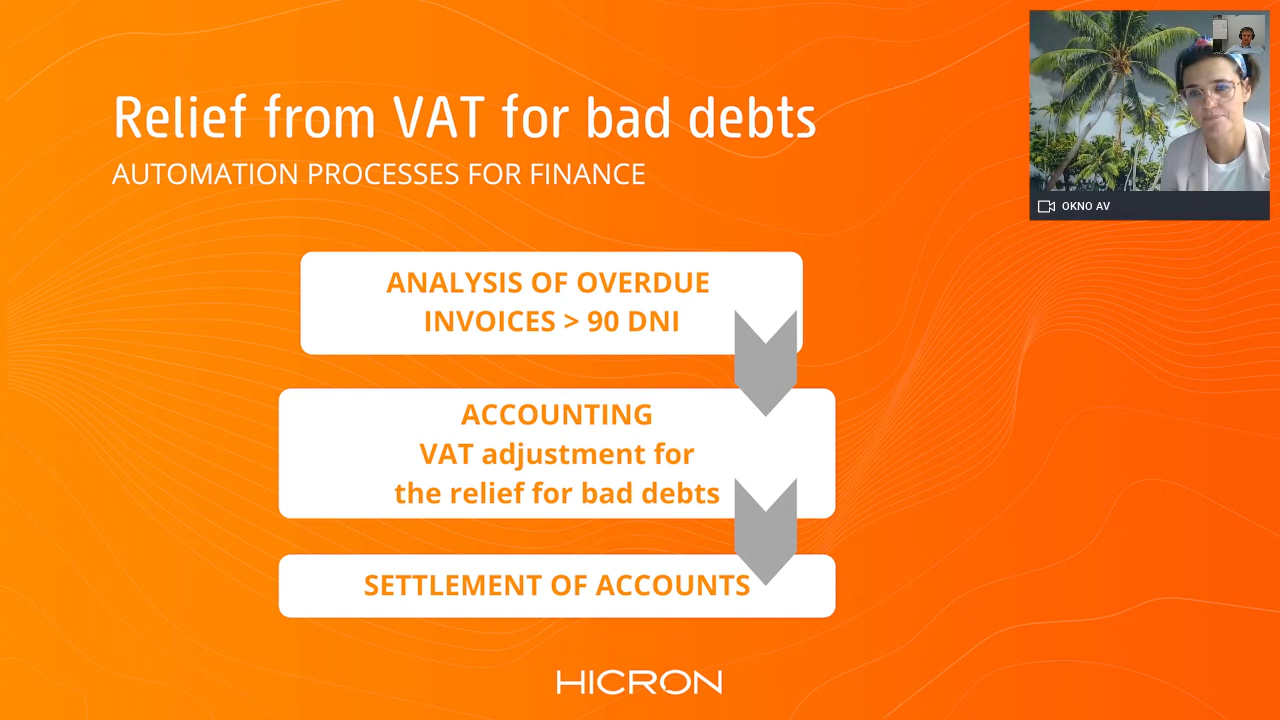 Relief from VAT for bad debts
AUTOMATION PROCESSES FOR FINANCE
OKNO AV
ANALYSIS OF OVERDUE
INVOICES > 90 DNI
ACCOUNTING
VAT adjustment for
the relief for bad debts
SETTLEMENT OF ACCOUNTS
HICRON